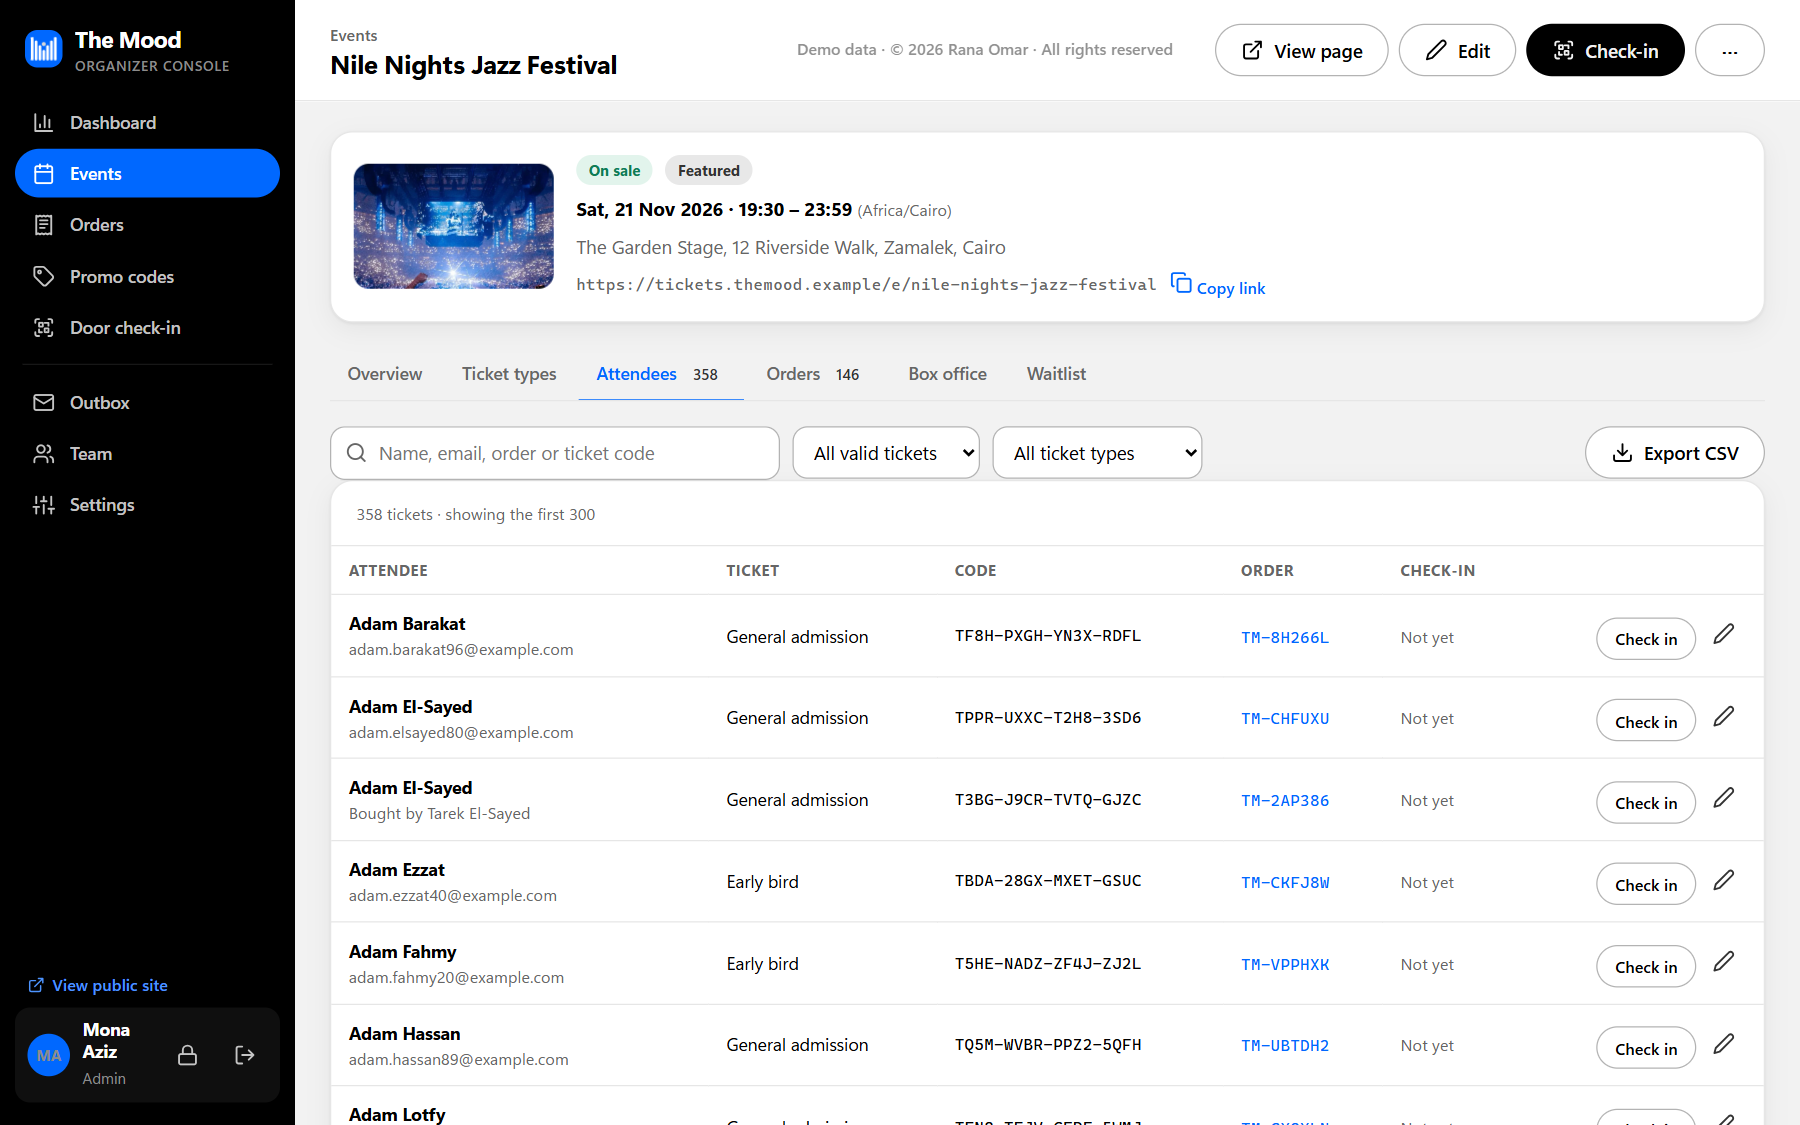 The Mood
ORGANIZER CONSOLE
Dashboard
Events
Orders
Promo codes
Door check-in
Outbox
Team
Settings
View public site
MA
Mona Aziz
Admin
Events
Nile Nights Jazz Festival
Demo data · © 2026 Rana Omar · All rights reserved
View page
Edit
Check-in
...
On sale
Featured
Sat, 21 Nov 2026 · 19:30 – 23:59 (Africa/Cairo)
The Garden Stage, 12 Riverside Walk, Zamalek, Cairo
https://tickets.themood.example/e/nile-nights-jazz-festival Copy link
Overview Ticket types Attendees 358 Orders 146 Box office Waitlist
Name, email, order or ticket code All valid tickets All ticket types Export CSV
358 tickets · showing the first 300
ATTENDEE TICKET CODE ORDER CHECK-IN
Adam Barakat
adam.barakat96@example.com
General admission TF8H-PXGH-YN3X-RDFL TM-8H266L Not yet Check in
Adam El-Sayed
adam.elsayed80@example.com
General admission TPPR-UXXC-T2H8-3SD6 TM-CHFUXU Not yet Check in
Adam El-Sayed
Bought by Tarek El-Sayed
General admission T3BG-J9CR-TVTQ-GJZC TM-2AP386 Not yet Check in
Adam Ezzat
adam.ezzat40@example.com
Early bird TBDA-28GX-MXET-GSUC TM-CKFJ8W Not yet Check in
Adam Fahmy
adam.fahmy20@example.com
Early bird T5HE-NADZ-ZF4J-ZJ2L TM-VPPHXK Not yet Check in
Adam Hassan
adam.hassan89@example.com
General admission TQ5M-WVBR-PPZ2-5QFH TM-UBTDH2 Not yet Check in
Adam Lotfy